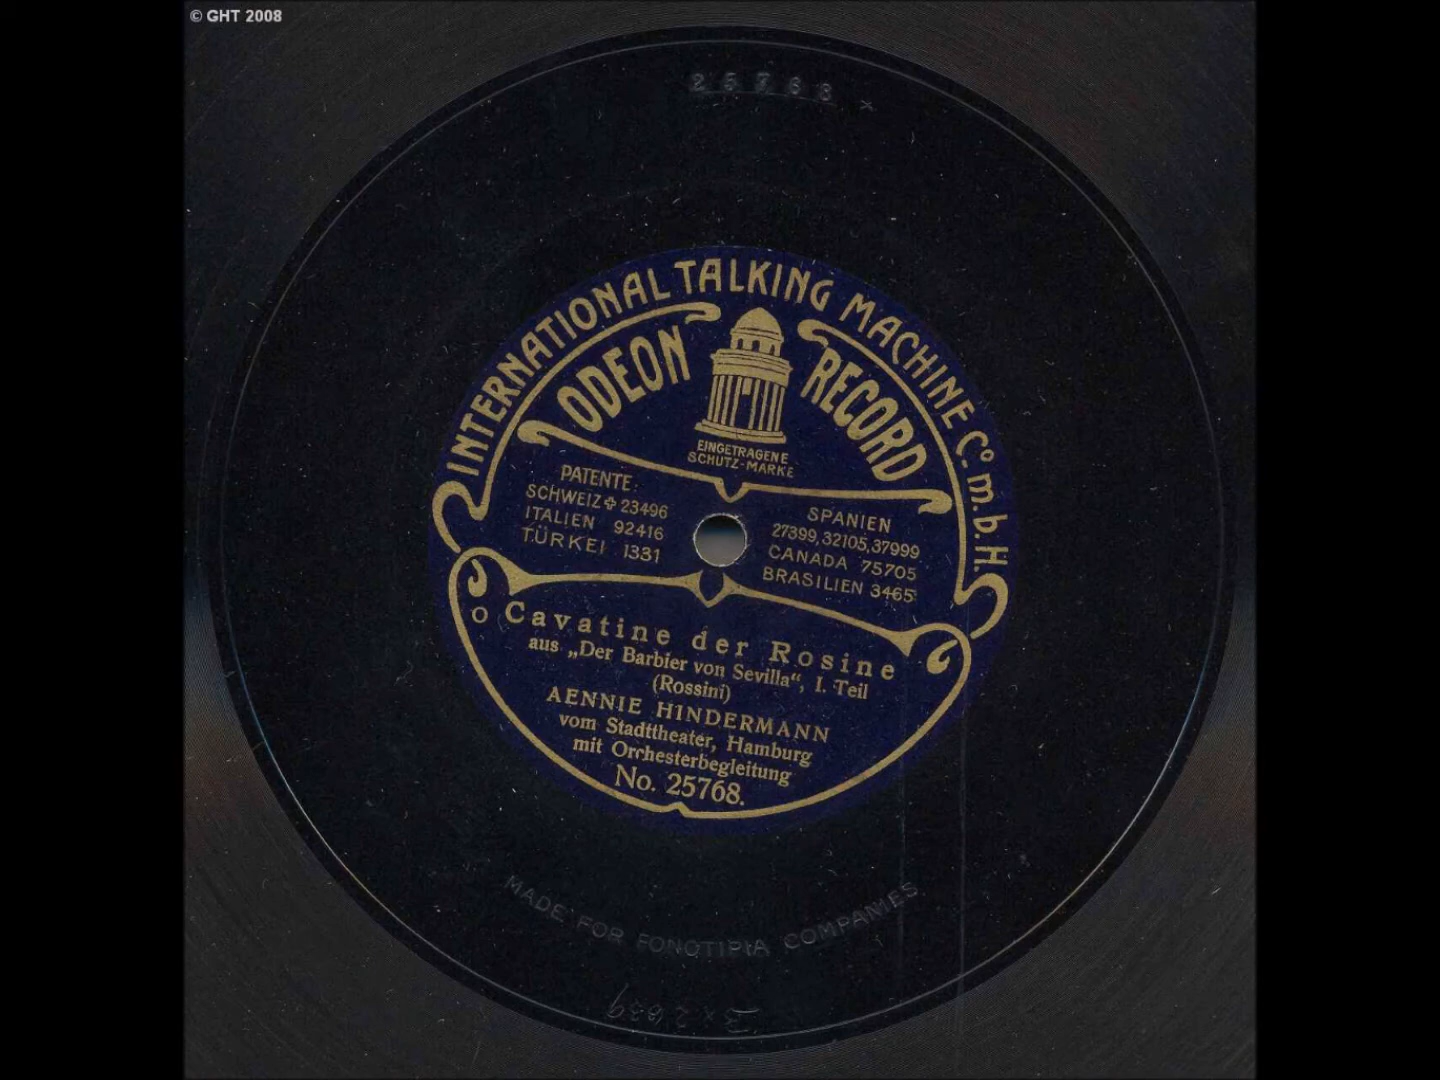 © GHT 2008
25768 x
INTERNATIONAL TALKING MACHINE Co. m.b.H.
ODEON RECORD
EINGETRAGENE
SCHUTZ-MARKE
PATENTE:
SCHWEIZ ✠ 23496
ITALIEN 92416
TÜRKEI 1331
SPANIEN
27399, 32105, 37999
CANADA 75705
BRASILIEN 3465
O Cavatine der Rosine
aus „Der Barbier von Sevilla“, I. Teil
(Rossini)
AENNIE HINDERMANN
vom Stadttheater, Hamburg
mit Orchesterbegleitung
No. 25768.
MADE FOR FONOTIPIA COMPANIES